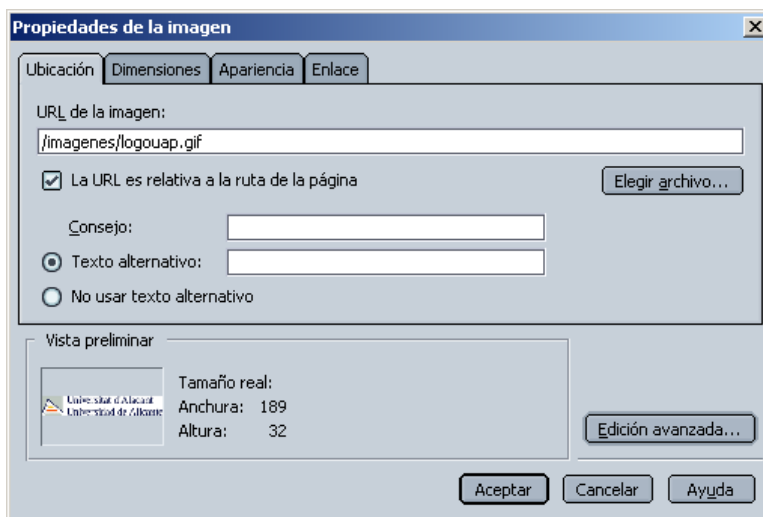 Propiedades de la imagen
Ubicación Dimensiones Apariencia Enlace
URL de la imagen:
/imagenes/logouap.gif
La URL es relativa a la ruta de la página
Elegir archivo...
Consejo:
Texto alternativo:
No usar texto alternativo
Vista preliminar
Universitat d'Alacant
Universidad de Alicante
Tamaño real:
Anchura: 189
Altura: 32
Edición avanzada...
Aceptar Cancelar Ayuda